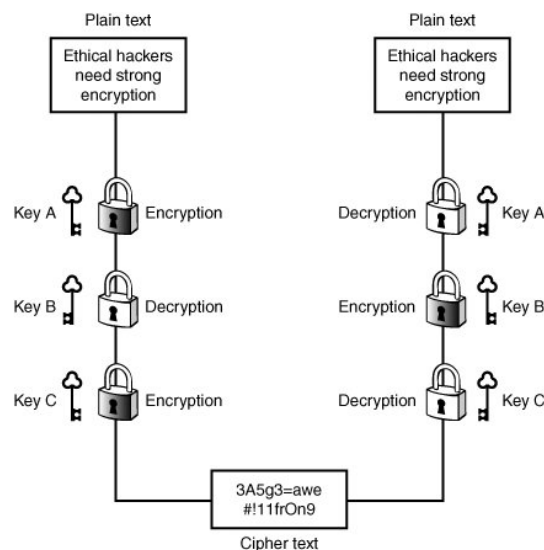 Plain text
Ethical hackers
need strong
encryption
Key A
Encryption
Key B
Decryption
Key C
Encryption
Plain text
Ethical hackers
need strong
encryption
Decryption
Key A
Encryption
Key B
Decryption
Key C
3A5g3=awe
#!11frOn9
Cipher text